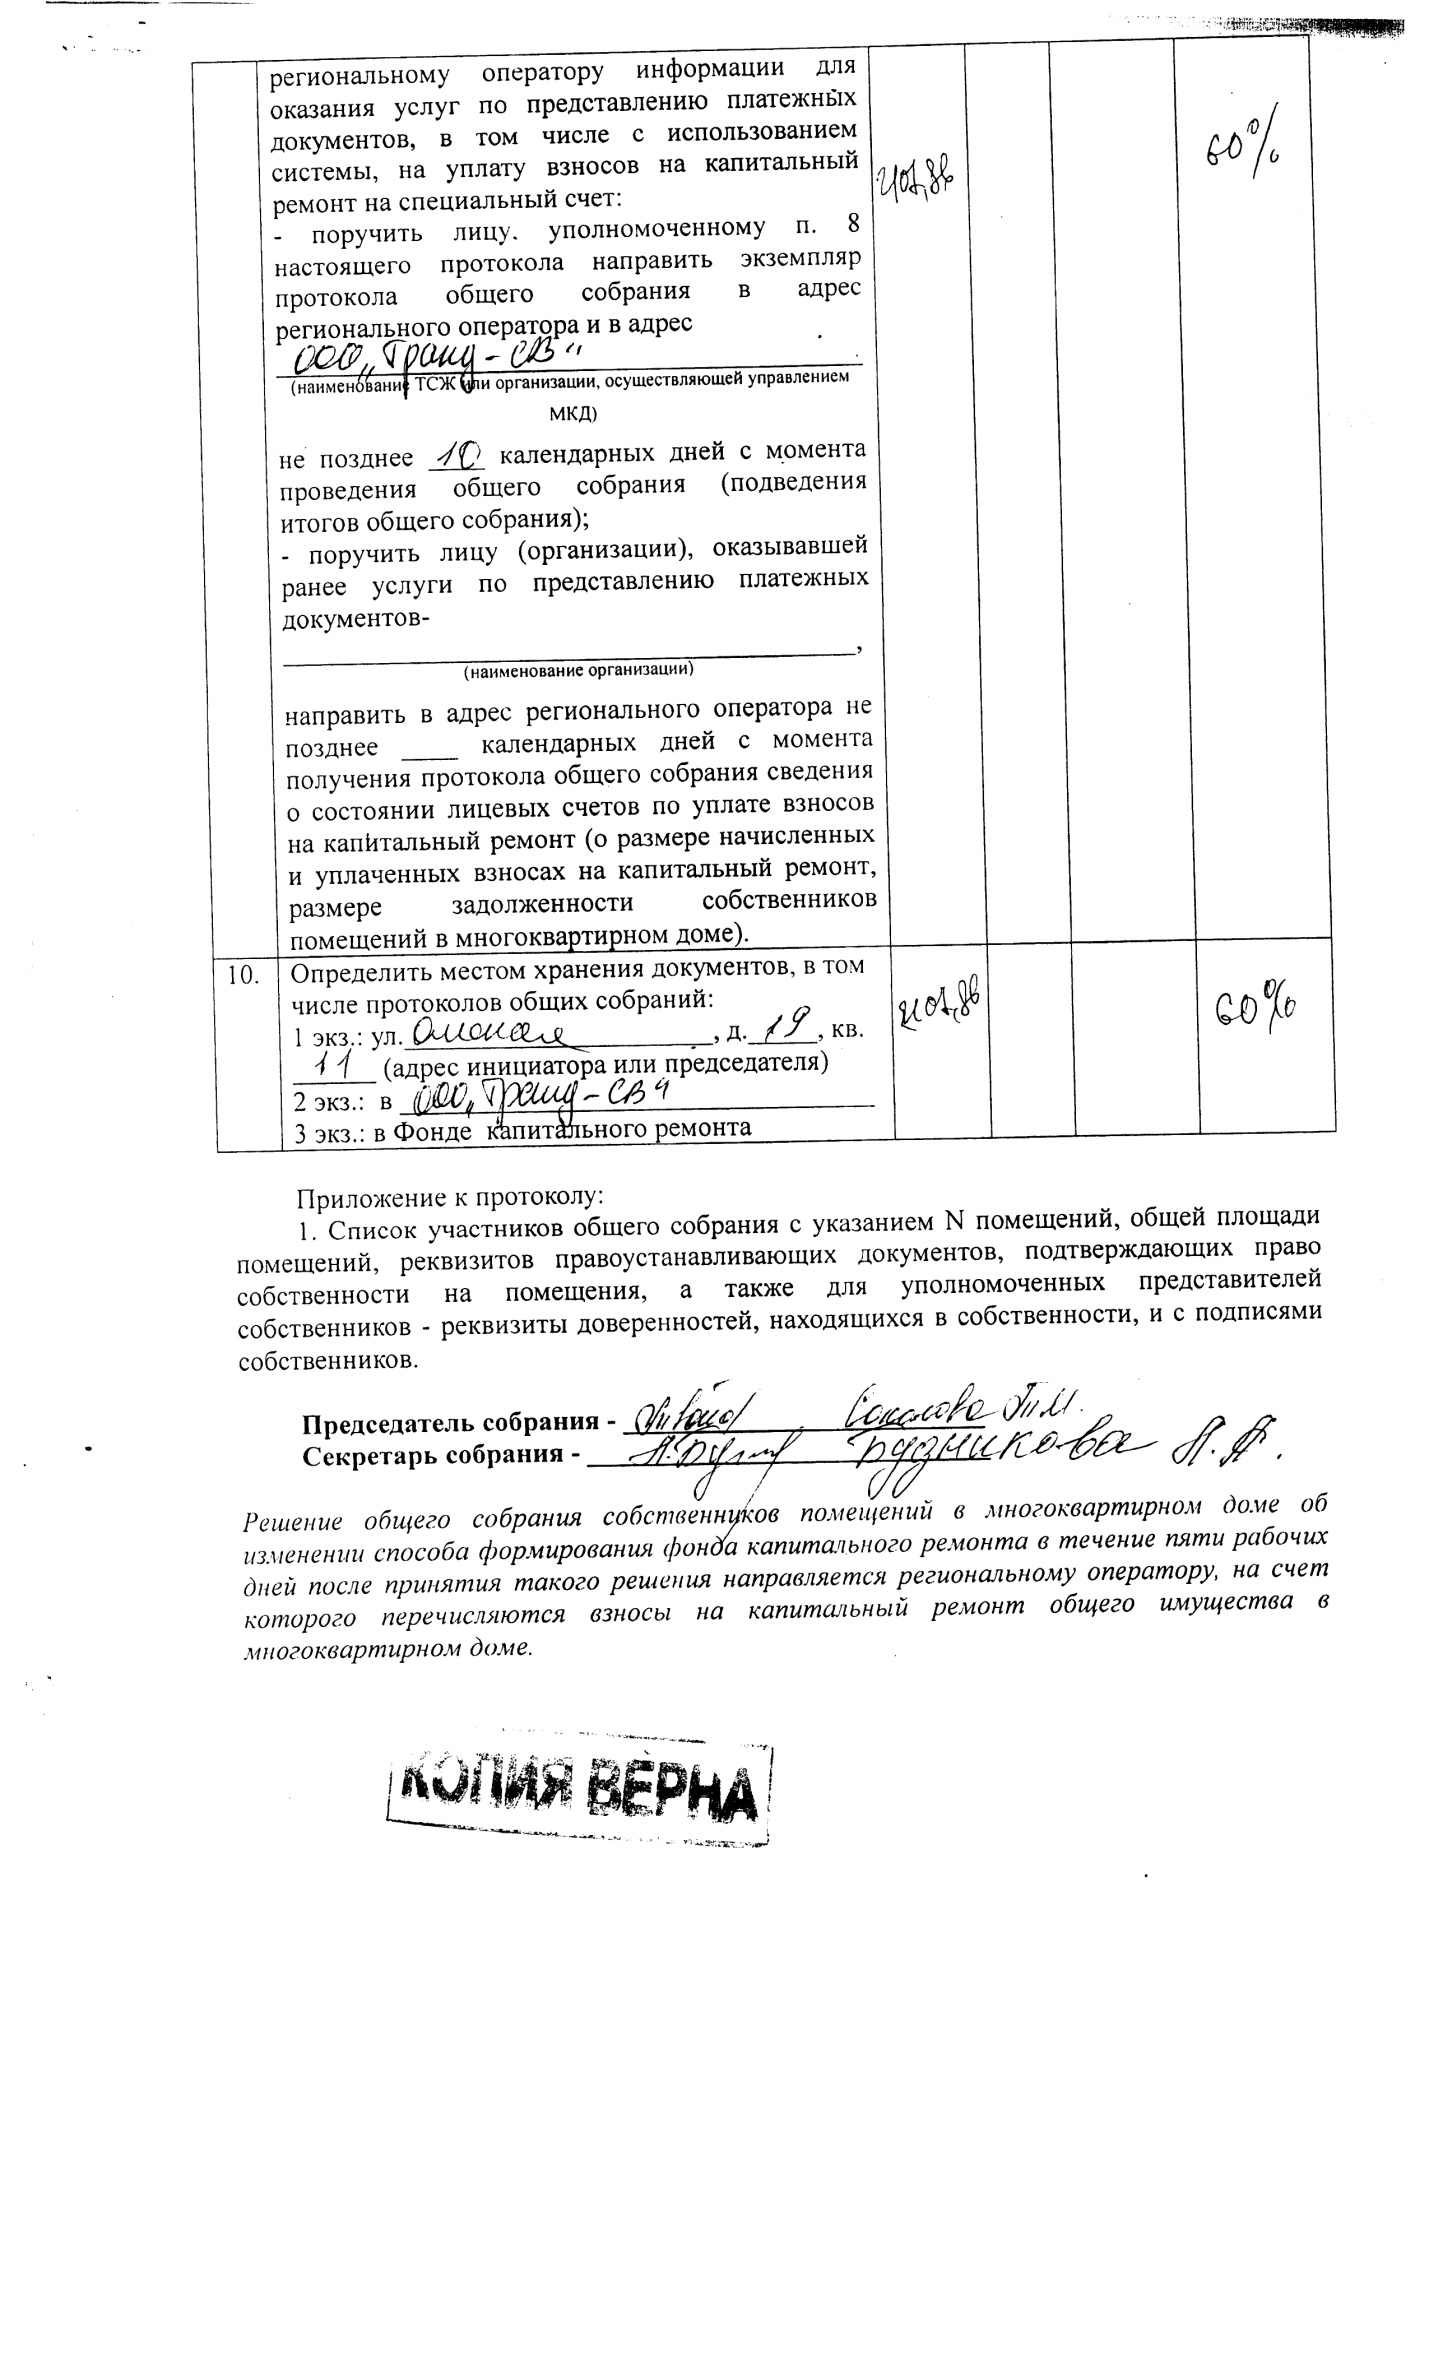 региональному оператору информации для
оказания услуг по представлению платежных
документов, в том числе с использованием
системы, на уплату взносов на капитальный
ремонт на специальный счет:
60%
- поручить лицу. уполномоченному п. 8
настоящего протокола направить экземпляр
протокола общего собрания в адрес
регионального оператора и в адрес
ООО „Гранд - СВ"
(наименование ТСЖ или организации, осуществляющей управлением
МКД)
не позднее 10 календарных дней с момента
проведения общего собрания (подведения
итогов общего собрания);
- поручить лицу (организации), оказывавшей
ранее услуги по представлению платежных
документов-
____,
(наименование организации)
направить в адрес регионального оператора не
позднее ____ календарных дней с момента
получения протокола общего собрания сведения
о состоянии лицевых счетов по уплате взносов
на капитальный ремонт (о размере начисленных
и уплаченных взносах на капитальный ремонт,
размере задолженности собственников
помещений в многоквартирном доме).
10. Определить местом хранения документов, в том
числе протоколов общих собраний:
60%
1 экз.: ул. , д. 19, кв.
11 (адрес инициатора или председателя)
2 экз.: в ООО „Гранд - СВ"
3 экз.: в Фонде капитального ремонта
Приложение к протоколу:
1. Список участников общего собрания с указанием N помещений, общей площади
помещений, реквизитов правоустанавливающих документов, подтверждающих право
собственности на помещения, а также для уполномоченных представителей
собственников - реквизиты доверенностей, находящихся в собственности, и с подписями
собственников.
Председатель собрания - Соколова Т.М.
Секретарь собрания - Брудникова Л.А.
Решение общего собрания собственников помещений в многоквартирном доме об
изменении способа формирования фонда капитального ремонта в течение пяти рабочих
дней после принятия такого решения направляется региональному оператору, на счет
которого перечисляются взносы на капитальный ремонт общего имущества в
многоквартирном доме.
КОПИЯ ВЕРНА